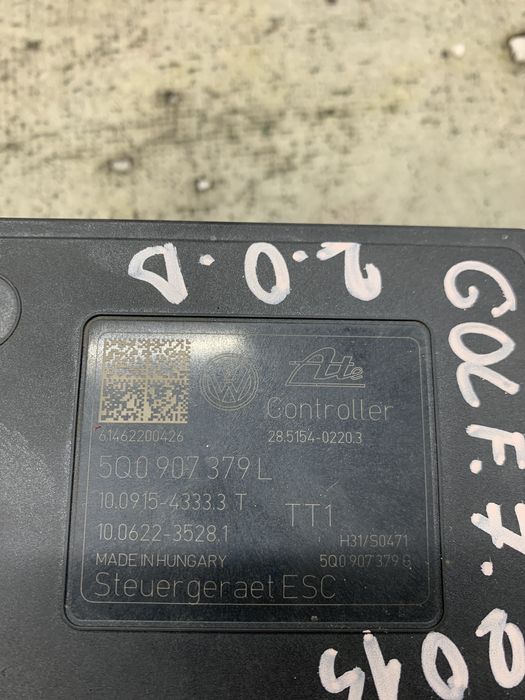 2.0.D
GOLF.7.2015
Ate
Controller
61462200426
28.5154-0220.3
5Q0 907 379 L
10.0915-4333.3 T
TT1
10.0622-3528.1
H31/S0471
MADE IN HUNGARY
5Q0 907 379 G
Steuergeraet ESC